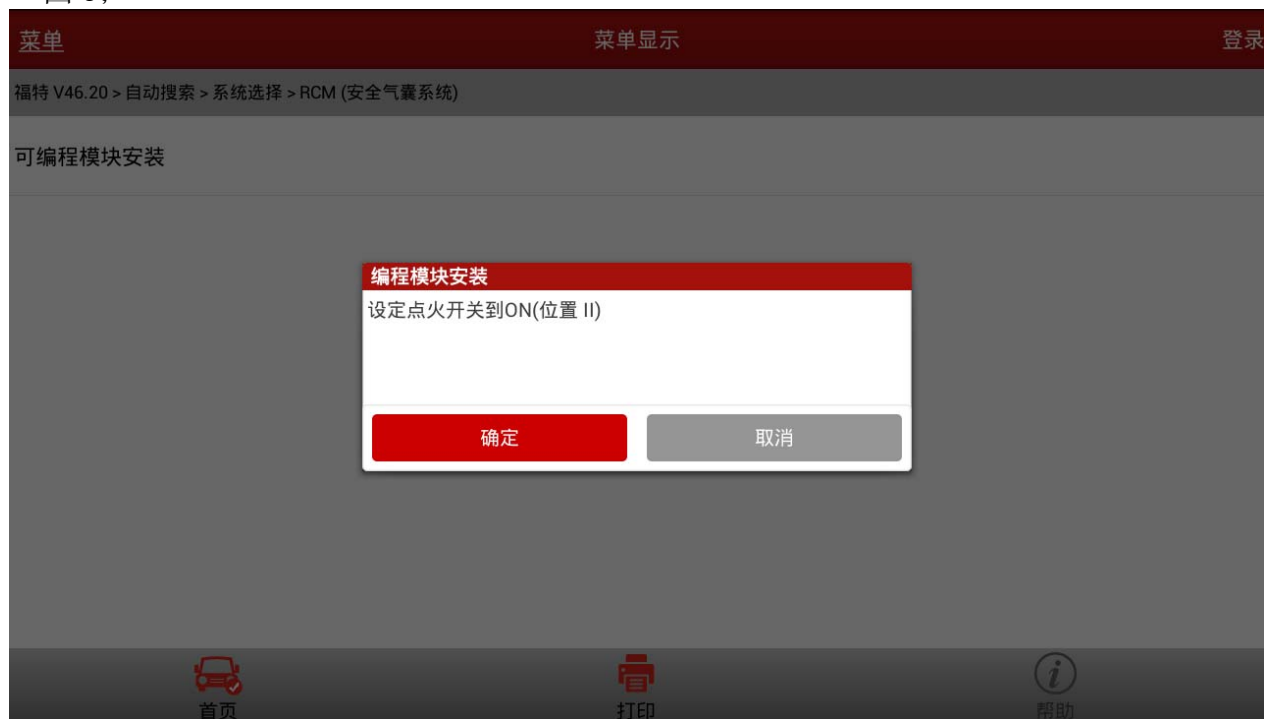 菜单 菜单显示 登录
福特 V46.20 > 自动搜索 > 系统选择 > RCM (安全气囊系统)
可编程模块安装
编程模块安装
设定点火开关到ON(位置 II)
确定 取消
首页 打印 帮助